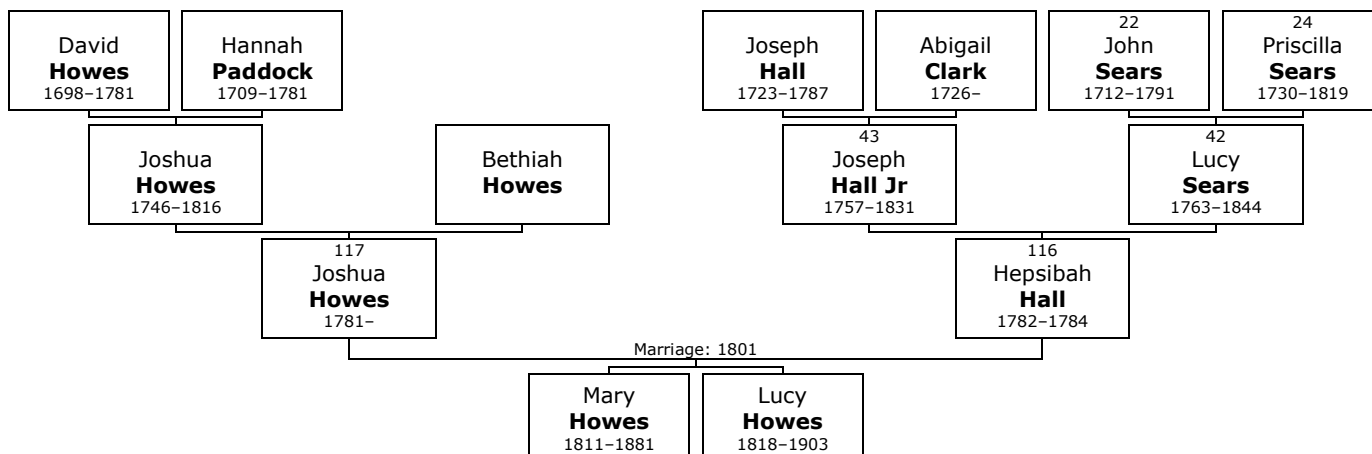 David
Howes
1698–1781
Hannah
Paddock
1709–1781
Joseph
Hall
1723–1787
Abigail
Clark
1726–
22
John
Sears
1712–1791
24
Priscilla
Sears
1730–1819
Joshua
Howes
1746–1816
Bethiah
Howes
43
Joseph
Hall Jr
1757–1831
42
Lucy
Sears
1763–1844
117
Joshua
Howes
1781–
116
Hepsibah
Hall
1782–1784
Marriage: 1801
Mary
Howes
1811–1881
Lucy
Howes
1818–1903